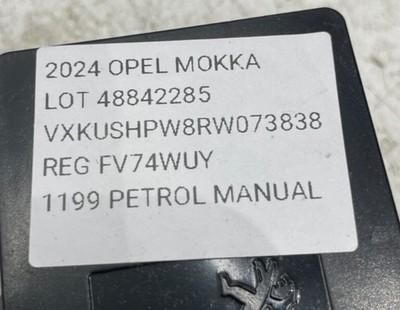 2024 OPEL MOKKA
LOT 48842285
VXKUSHPW8RW073838
REG FV74WUY
1199 PETROL MANUAL